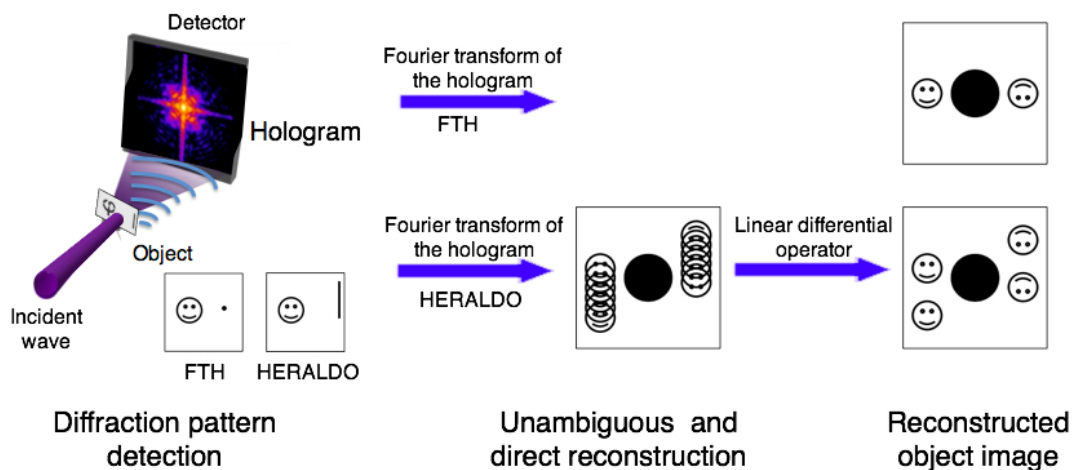 Detector
Hologram
Object
Incident
wave
FTH
HERALDO
Diffraction pattern
detection
Fourier transform of
the hologram
FTH
Fourier transform of
the hologram
HERALDO
Linear differential
operator
Unambiguous and
direct reconstruction
Reconstructed
object image